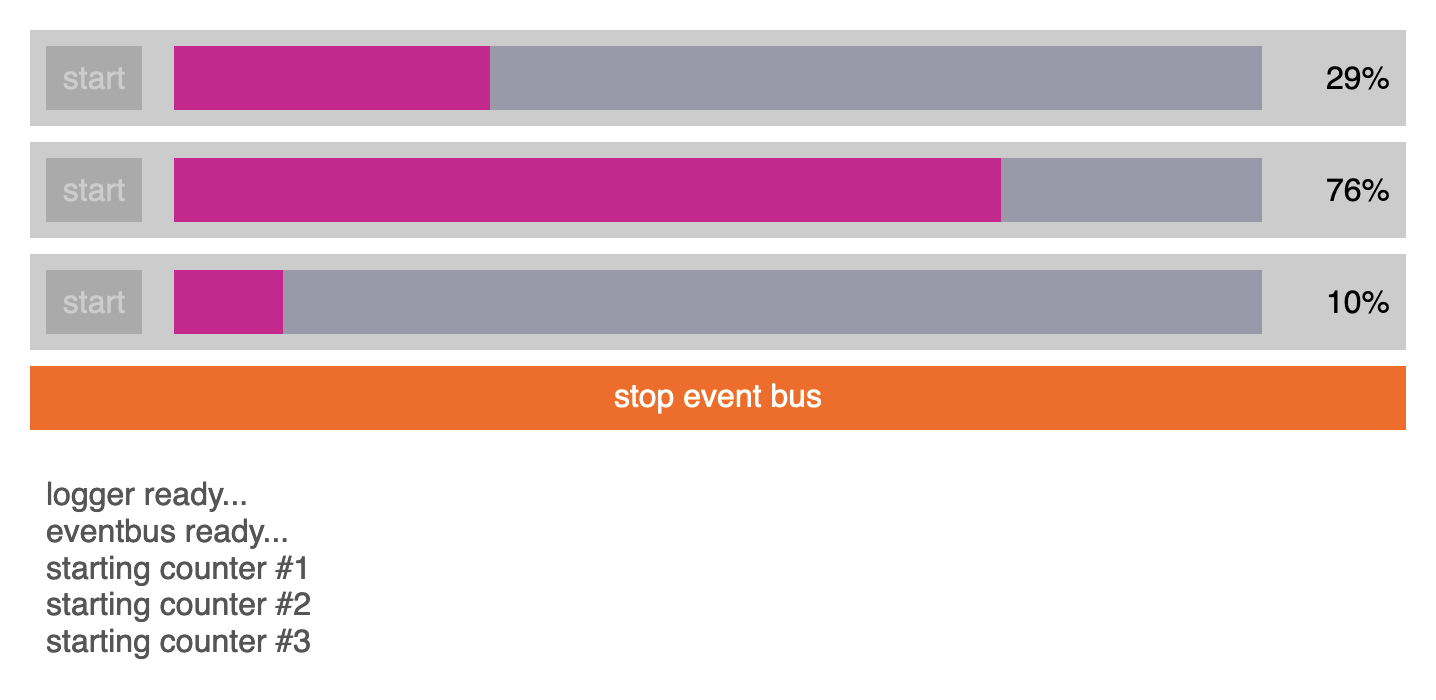 start 29%
start 76%
start 10%
stop event bus
logger ready...
eventbus ready...
starting counter #1
starting counter #2
starting counter #3